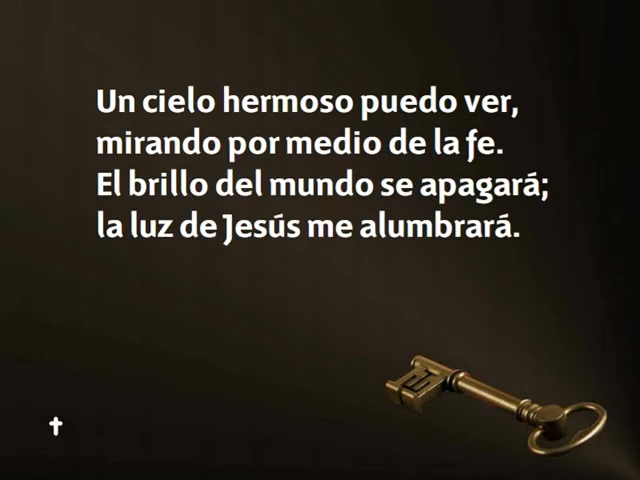 Un cielo hermoso puedo ver,
mirando por medio de la fe.
El brillo del mundo se apagará;
la luz de Jesús me alumbrará.